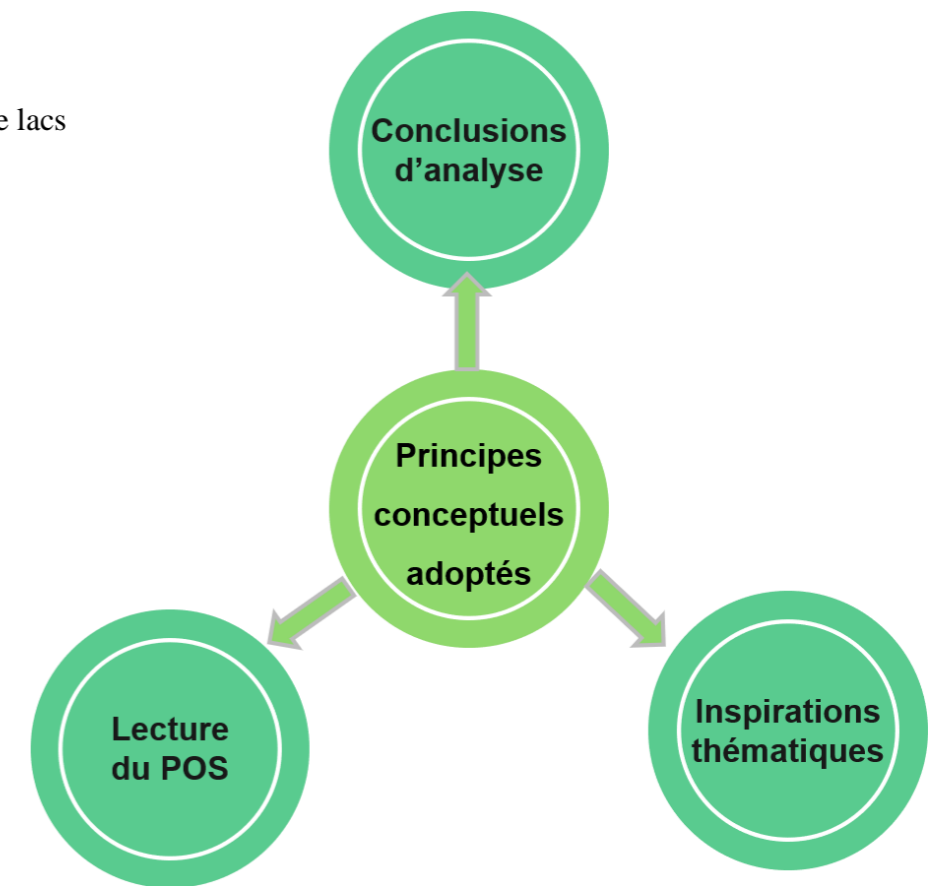 e lacs
Conclusions
d’analyse
Principes
conceptuels
adoptés
Lecture
du POS
Inspirations
thématiques